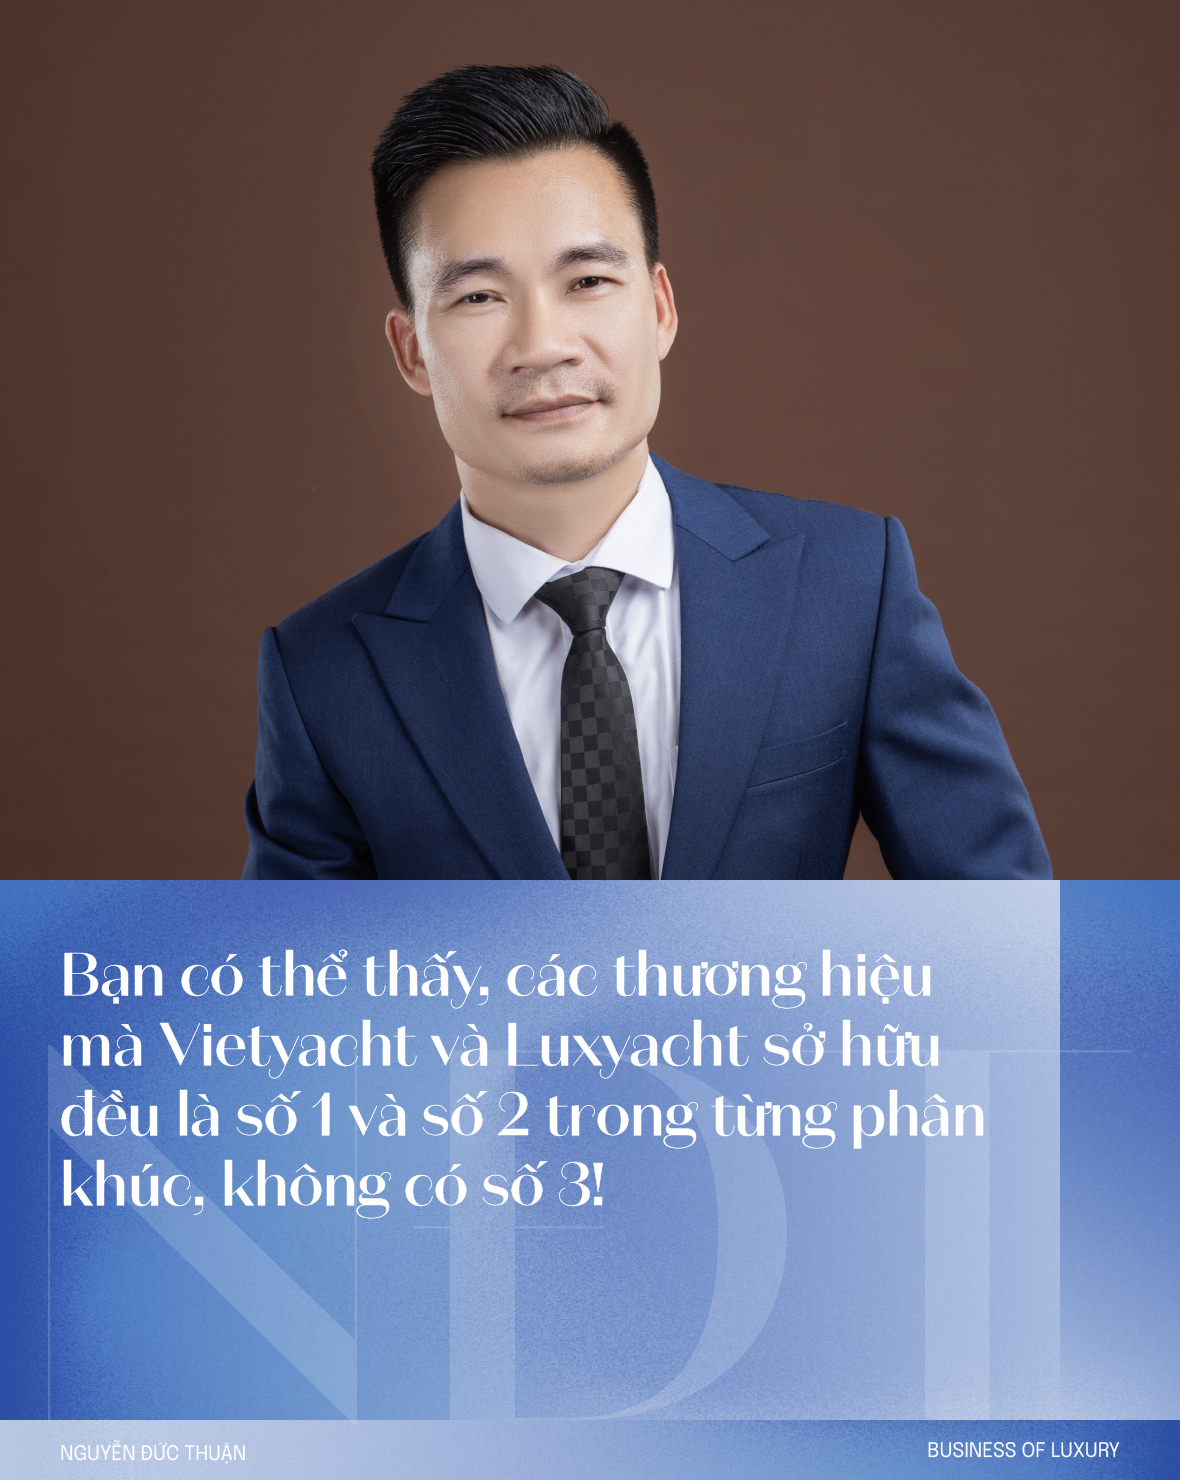 Bạn có thể thấy, các thương hiệu
mà Vietyacht và Luxyacht sở hữu
đều là số 1 và số 2 trong từng phân
khúc, không có số 3!
NDT
NGUYỄN ĐỨC THUẬN
BUSINESS OF LUXURY